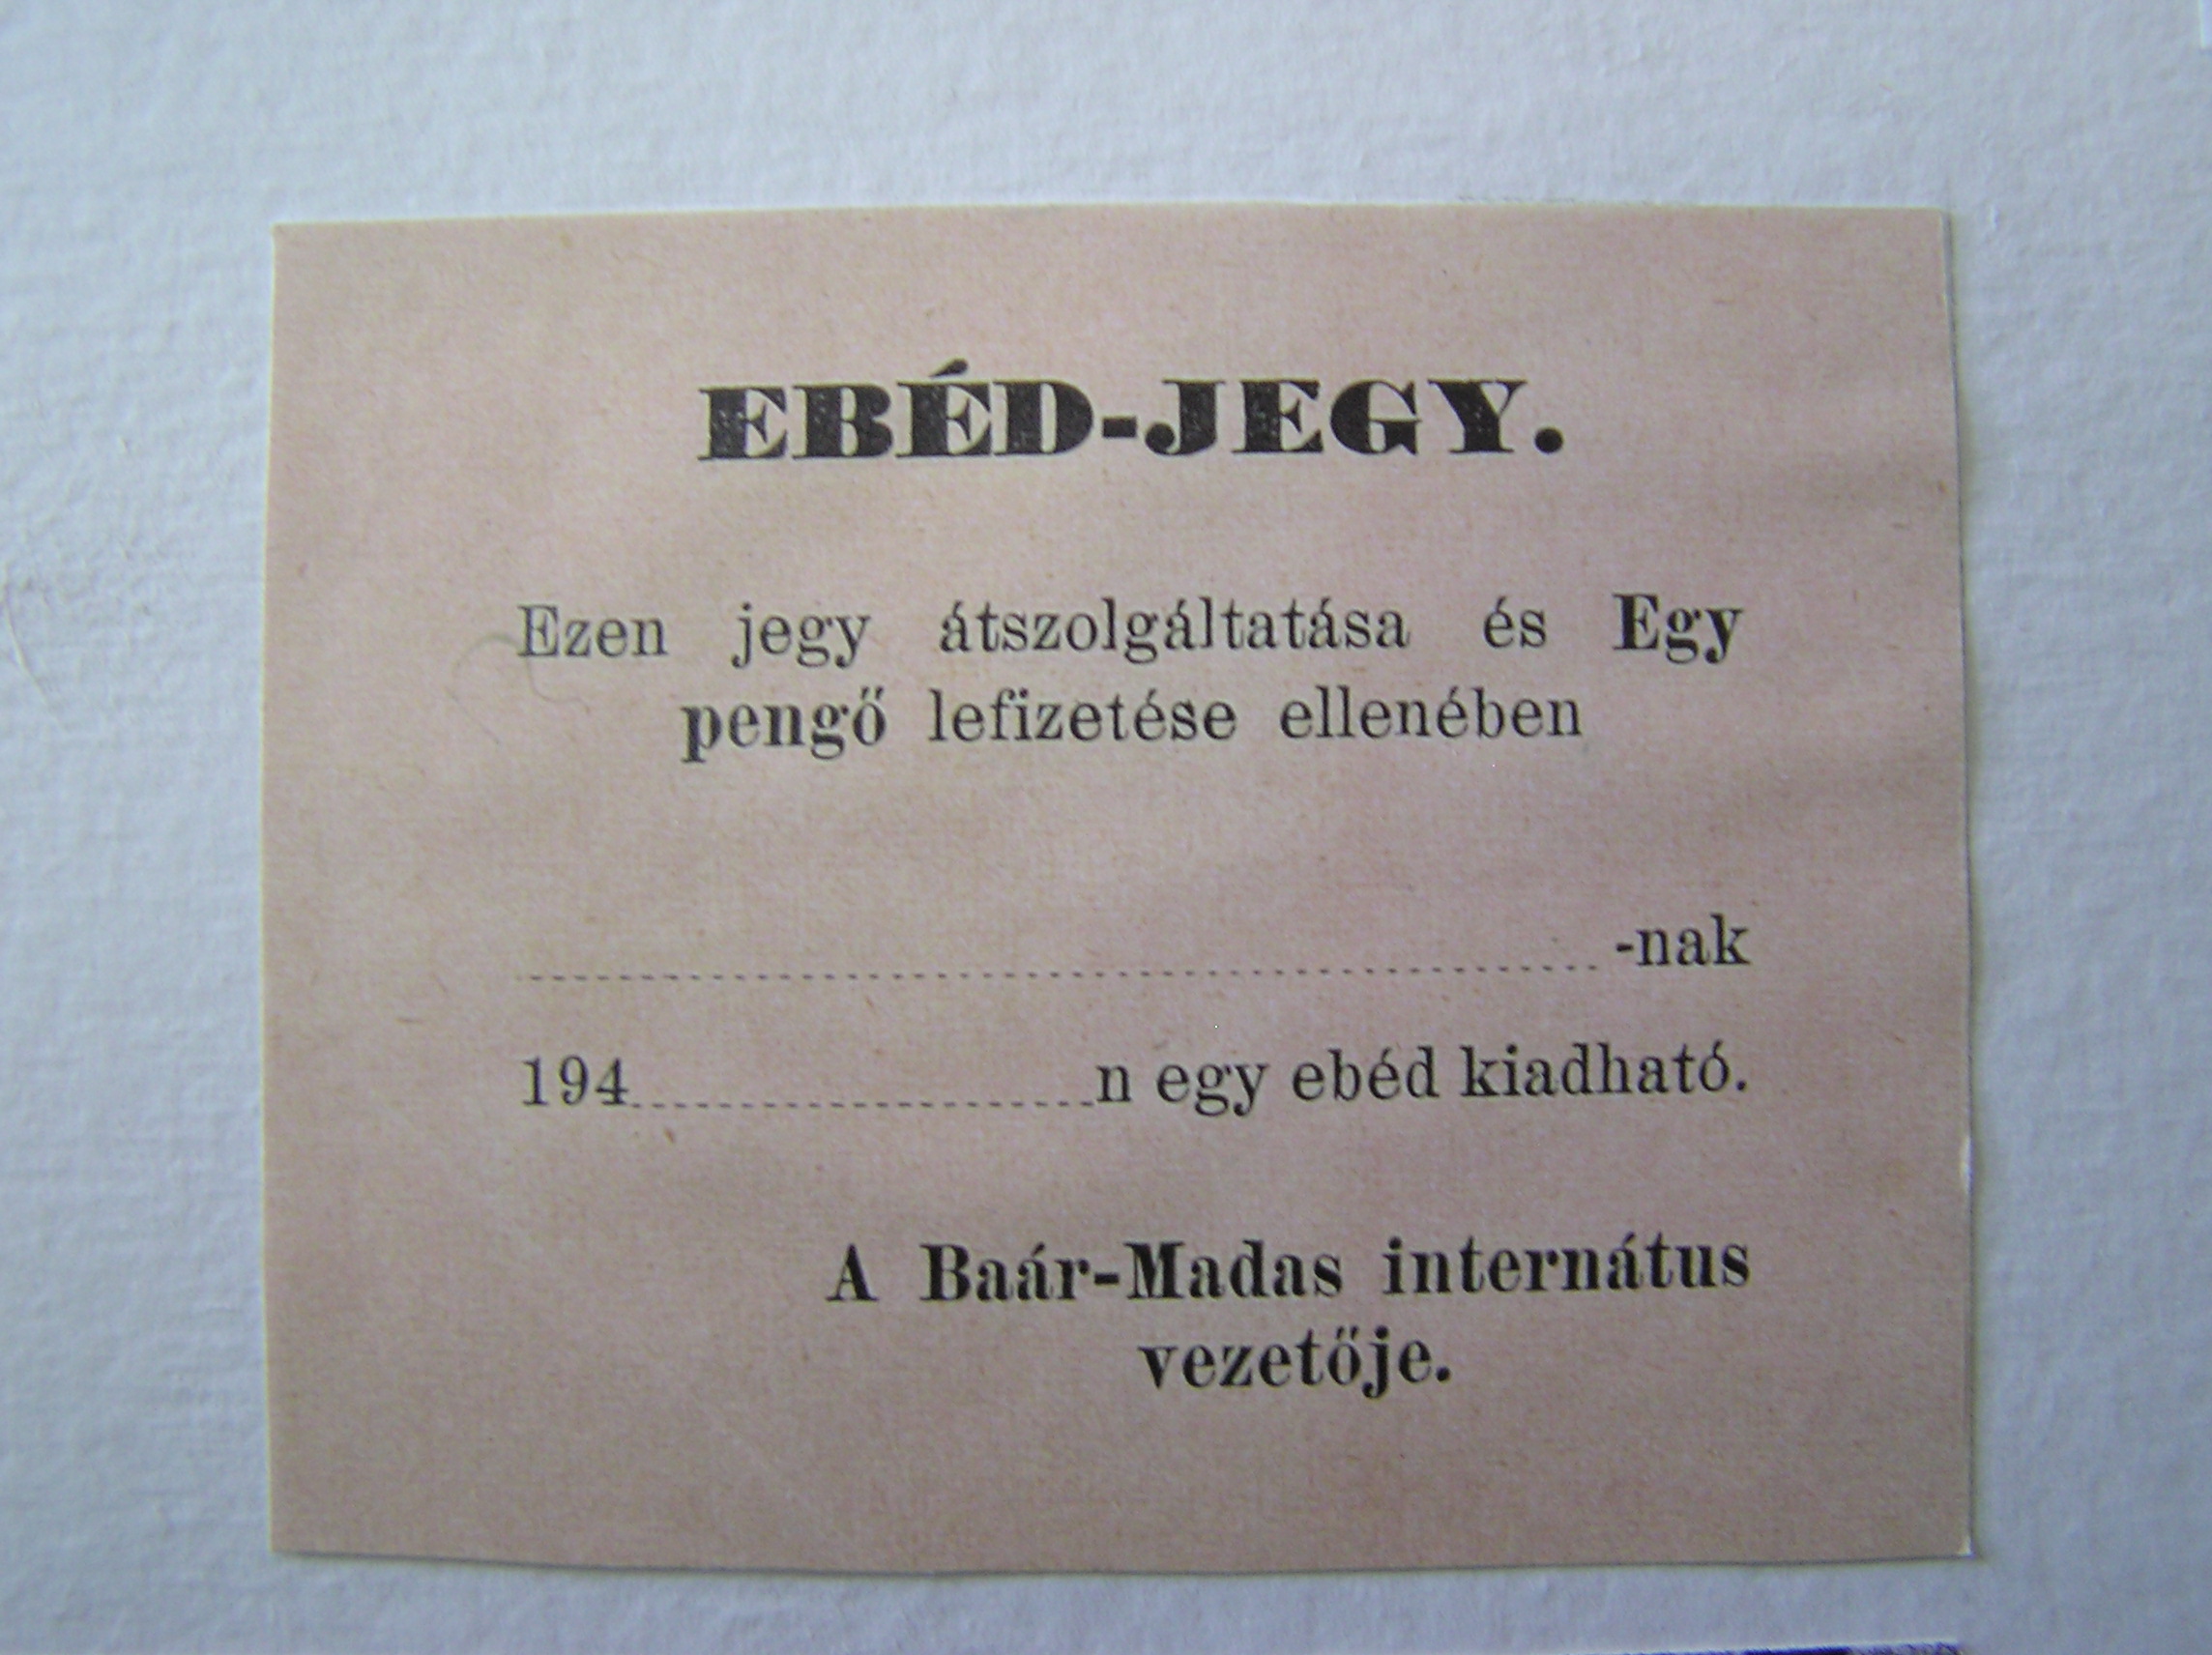 EBÉD-JEGY.
Ezen jegy átszolgáltatása és Egy
pengő lefizetése ellenében
-nak
194 n egy ebéd kiadható.
A Baár-Madas internátus
vezetője.